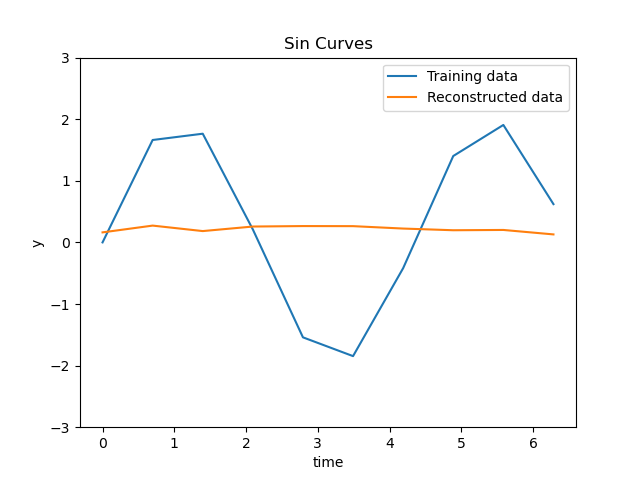 Sin Curves
Training data
Reconstructed data
3
2
1
0
−1
−2
−3
y
0 1 2 3 4 5 6
time